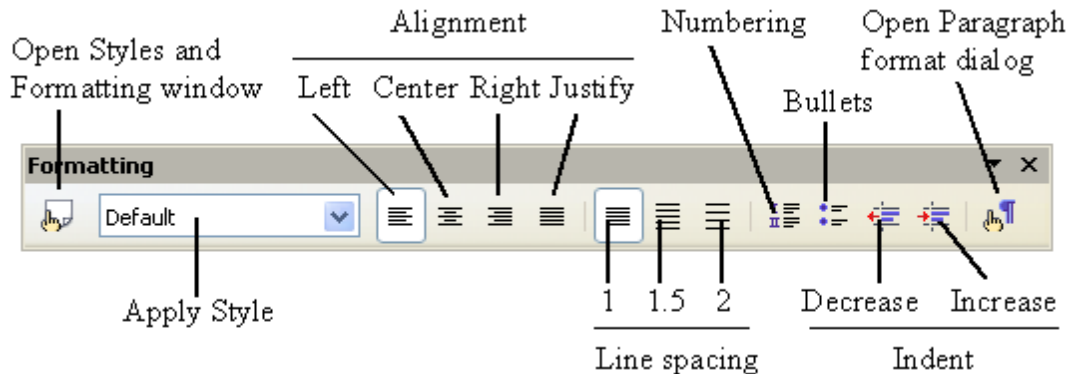 Alignment
Numbering
Open Paragraph
format dialog
Open Styles and
Formatting window
Left Center Right Justify
Bullets
Formatting
Default
Apply Style
1 1.5 2
Line spacing
Decrease Increase
Indent